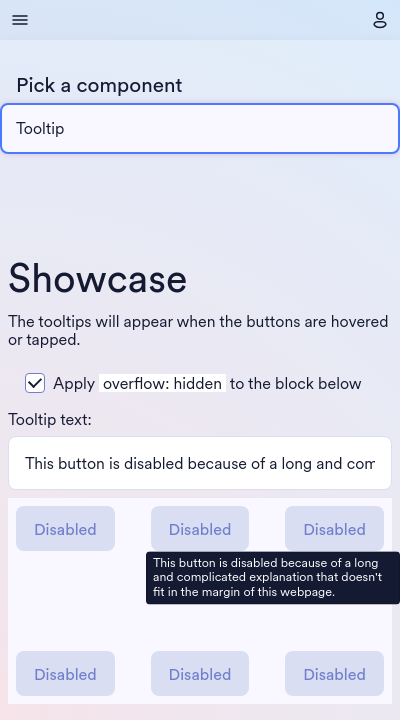 Pick a component
Tooltip
Showcase
The tooltips will appear when the buttons are hovered
or tapped.
Apply overflow: hidden to the block below
Tooltip text:
This button is disabled because of a long and com
Disabled Disabled Disabled
This button is disabled because of a long
and complicated explanation that doesn't
fit in the margin of this webpage.
Disabled Disabled Disabled